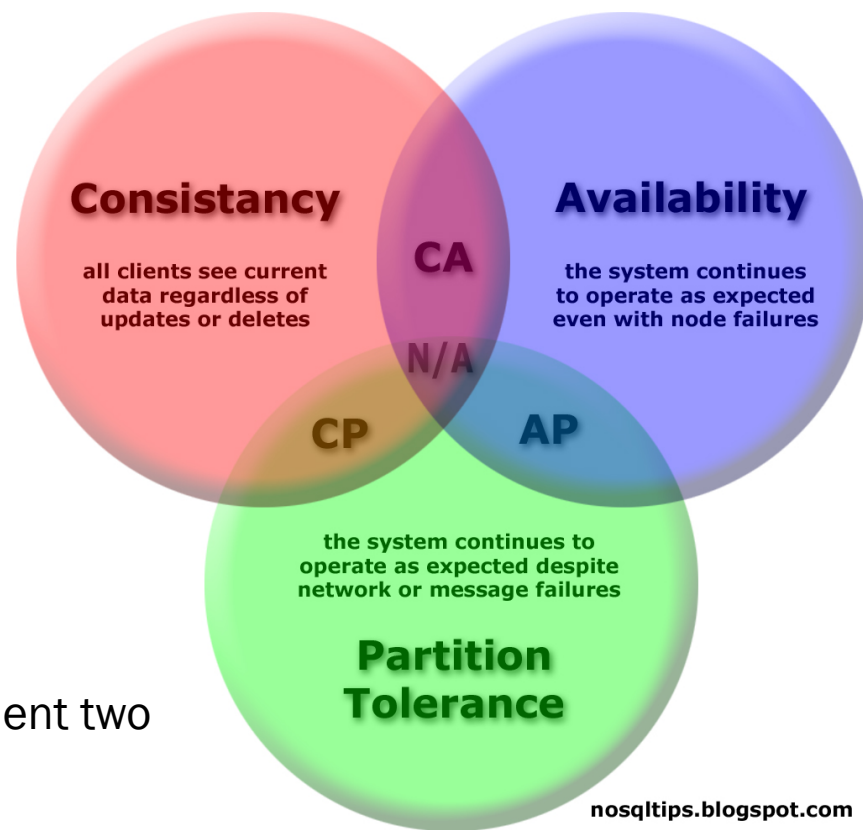 Consistancy
all clients see current
data regardless of
updates or deletes
Availability
the system continues
to operate as expected
even with node failures
CA
N/A
CP
AP
the system continues to
operate as expected despite
network or message failures
Partition
Tolerance
ent two
nosqltips.blogspot.com